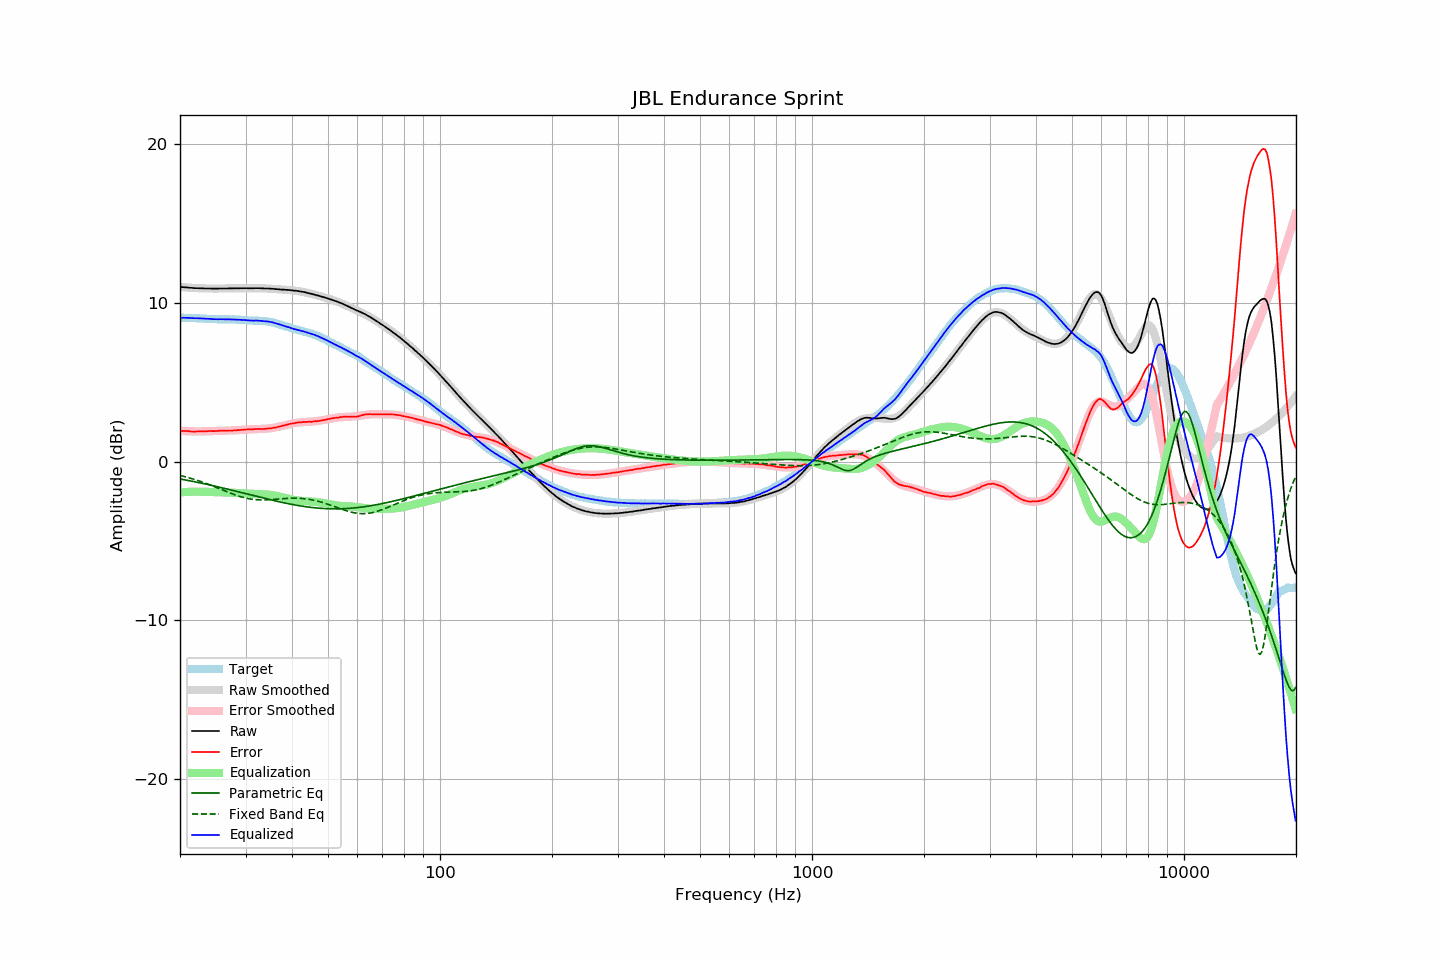 JBL Endurance Sprint
20
10
0
−10
−20
Amplitude (dBr)
Target
Raw Smoothed
Error Smoothed
Raw
Error
Equalization
Parametric Eq
Fixed Band Eq
Equalized
100
1000
10000
Frequency (Hz)